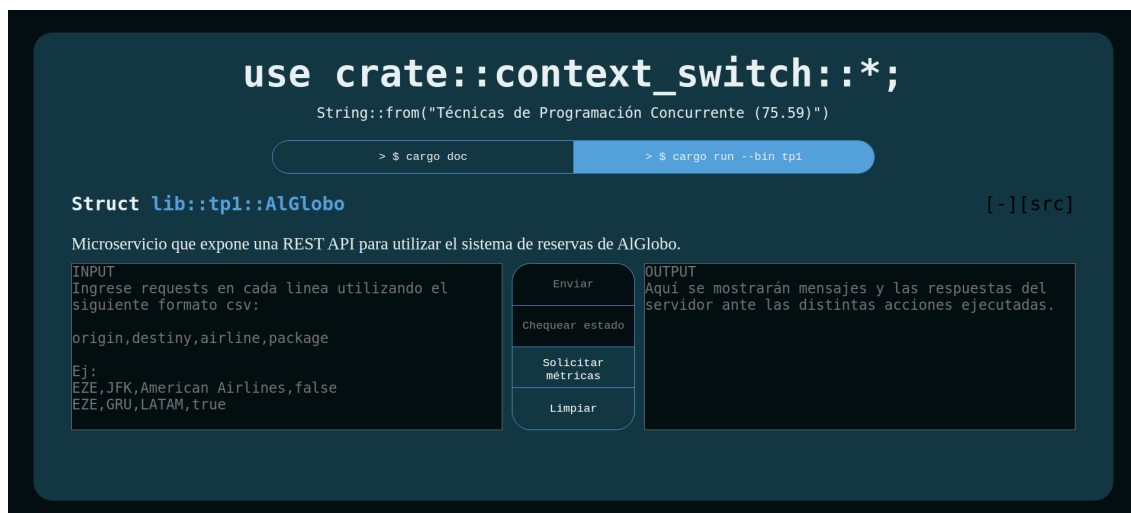 use crate::context_switch::*;
String::from("Técnicas de Programación Concurrente (75.59)")
> $ cargo doc
> $ cargo run --bin tp1
Struct lib::tp1::AlGlobo
[-][src]
Microservicio que expone una REST API para utilizar el sistema de reservas de AlGlobo.
INPUT
Ingrese requests en cada linea utilizando el
siguiente formato csv:
origin,destiny,airline,package
Ej:
EZE,JFK,American Airlines,false
EZE,GRU,LATAM,true
Enviar
Chequear estado
Solicitar
métricas
Limpiar
OUTPUT
Aquí se mostrarán mensajes y las respuestas del
servidor ante las distintas acciones ejecutadas.